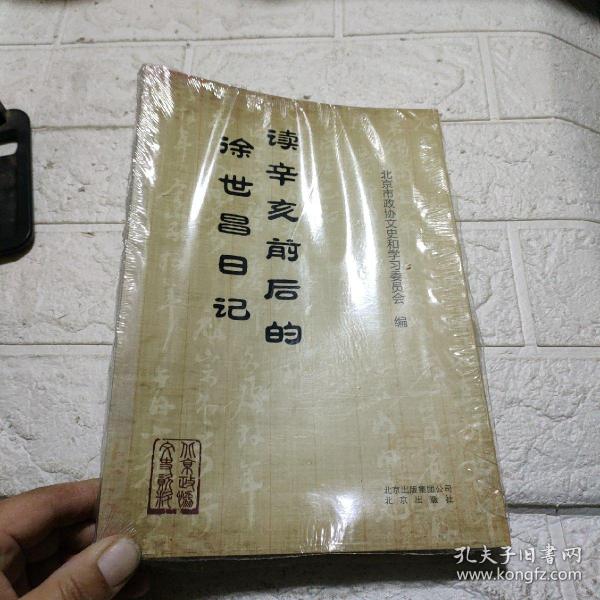 读辛亥前后的
徐世昌日记
北京市政协文史和学习委员会 编
北京出版集团公司
北京出版社
孔夫子旧书网
www.kongfz.com